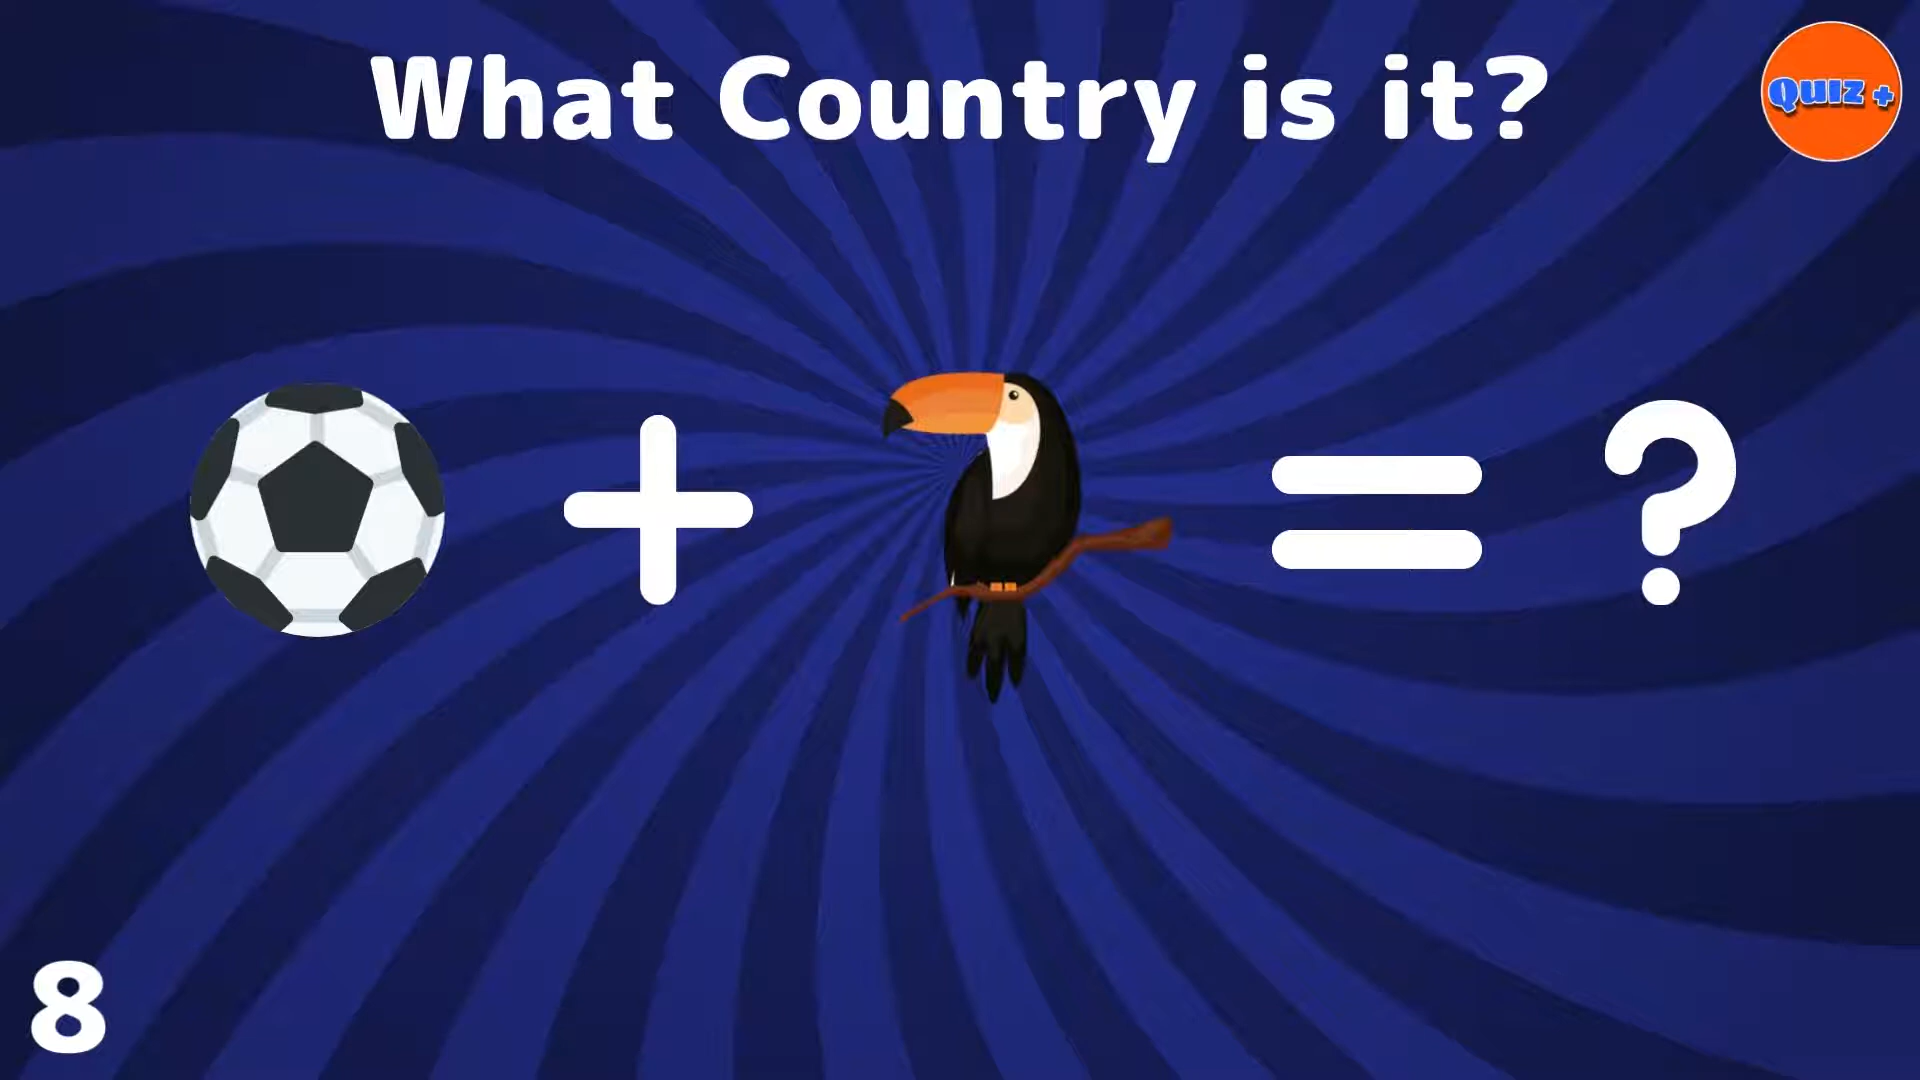 What Country is it?
Quiz +
+ = ?
8